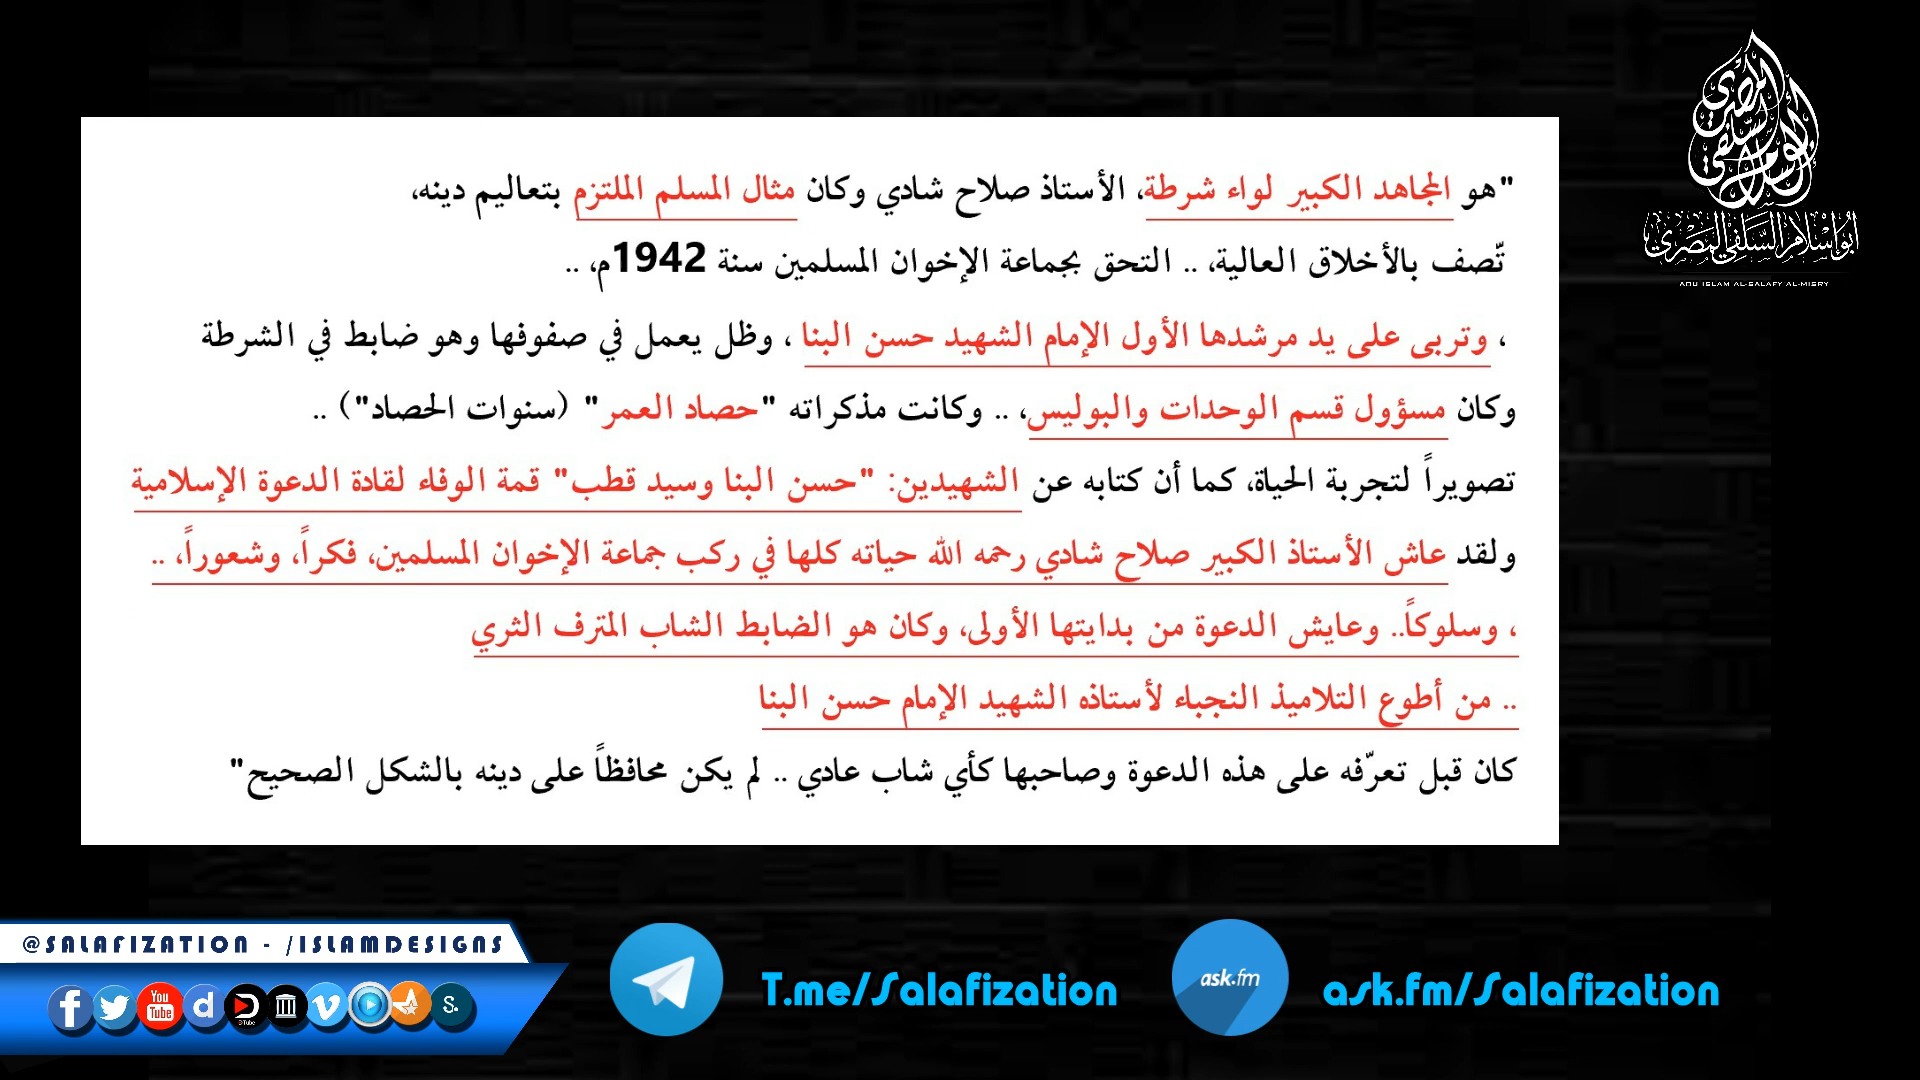 "هو المجاهد الكبير لواء شرطة، الأستاذ صلاح شادي وكان مثال المسلم الملتزم بتعاليم دينه،
تّصف بالأخلاق العالية، .. التحق بجماعة الإخوان المسلمين سنة 1942م، ..
، وتربى على يد مرشدها الأول الإمام الشهيد حسن البنا ، وظل يعمل في صفوفها وهو ضابط في الشرطة
وكان مسؤول قسم الوحدات والبوليس، .. وكانت مذكراته "حصاد العمر" (سنوات الحصاد") ..
تصويراً لتجربة الحياة، كما أن كتابه عن الشهيدين: "حسن البنا وسيد قطب" قمة الوفاء لقادة الدعوة الإسلامية
ولقد عاش الأستاذ الكبير صلاح شادي رحمه الله حياته كلها في ركب جماعة الإخوان المسلمين، فكراً، وشعوراً، ..
، وسلوكاً.. وعايش الدعوة من بدايتها الأولى، وكان هو الضابط الشاب المترف الثري
.. من أطوع التلاميذ النجباء لأستاذه الشهيد الإمام حسن البنا
كان قبل تعرّفه على هذه الدعوة وصاحبها كأي شاب عادي .. لم يكن محافظاً على دينه بالشكل الصحيح"
أبو إسلام السلفي المصري
أَبُو إِسْلَام السَّلَفِي المَصْرِي
ABU ISLAM AL-SALAFY AL-MISRY
@SALAFIZATION - /ISLAMDESIGNS
You Tube
D.Tube
S.
T.me/Salafization
ask.fm
ask.fm/Salafization